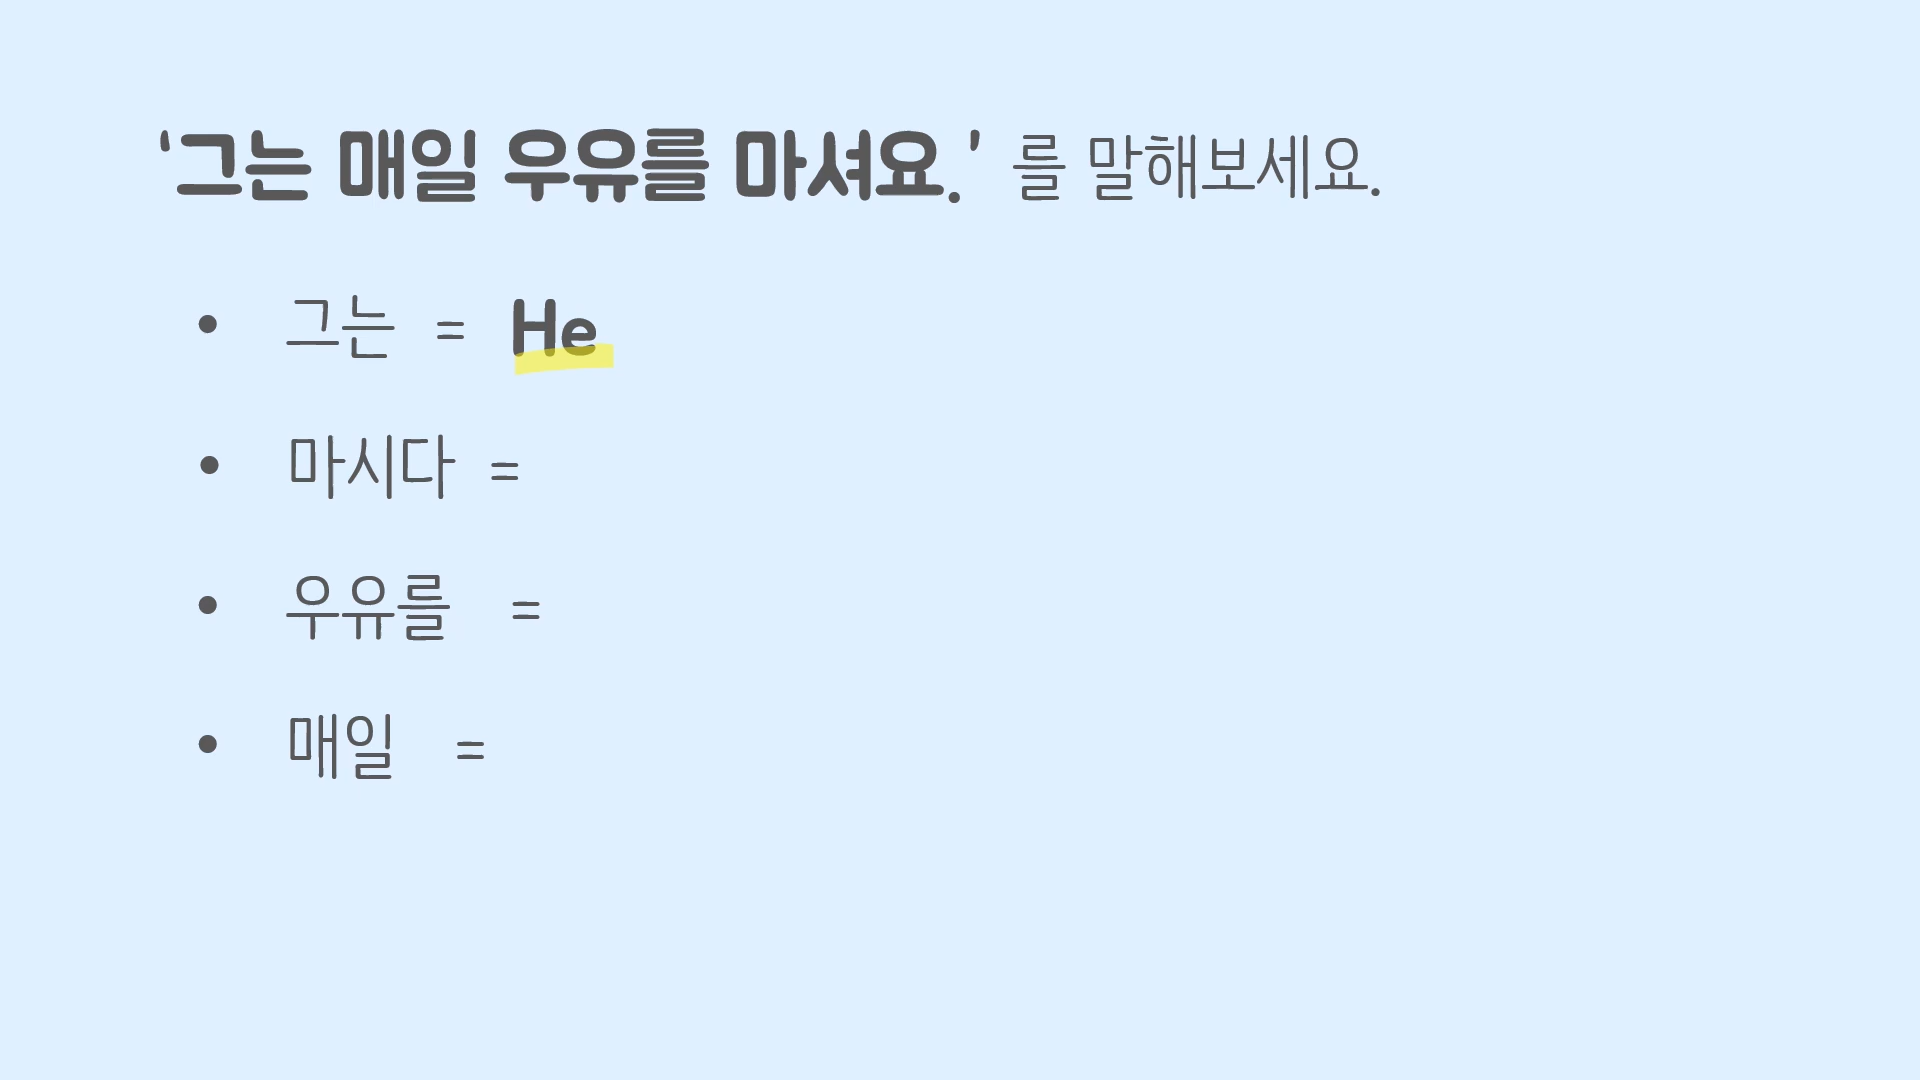 ‘그는 매일 우유를 마셔요.’ 를 말해보세요.
• 그는 = He
• 마시다 =
• 우유를 =
• 매일 =